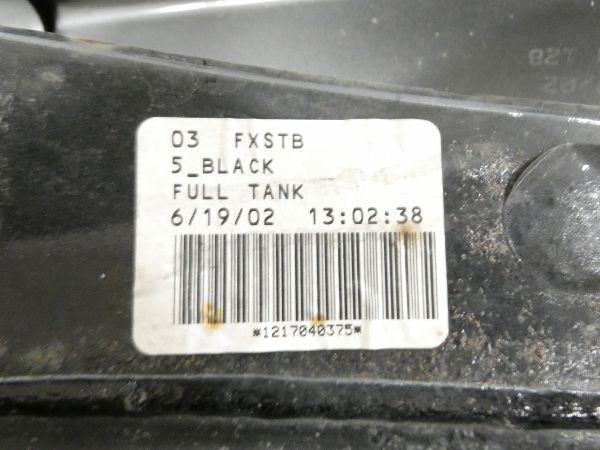 03 FXSTB
5_BLACK
FULL TANK
6/19/02 13:02:38
*1217040375*